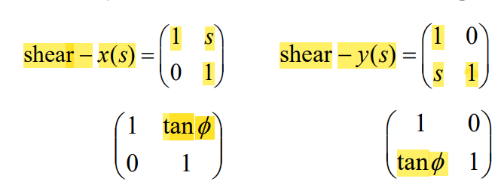 shear – x(s) = (1 s
0 1)
shear – y(s) = (1 0
s 1)
(1 tan ϕ
0 1)
(1 0
tan ϕ 1)